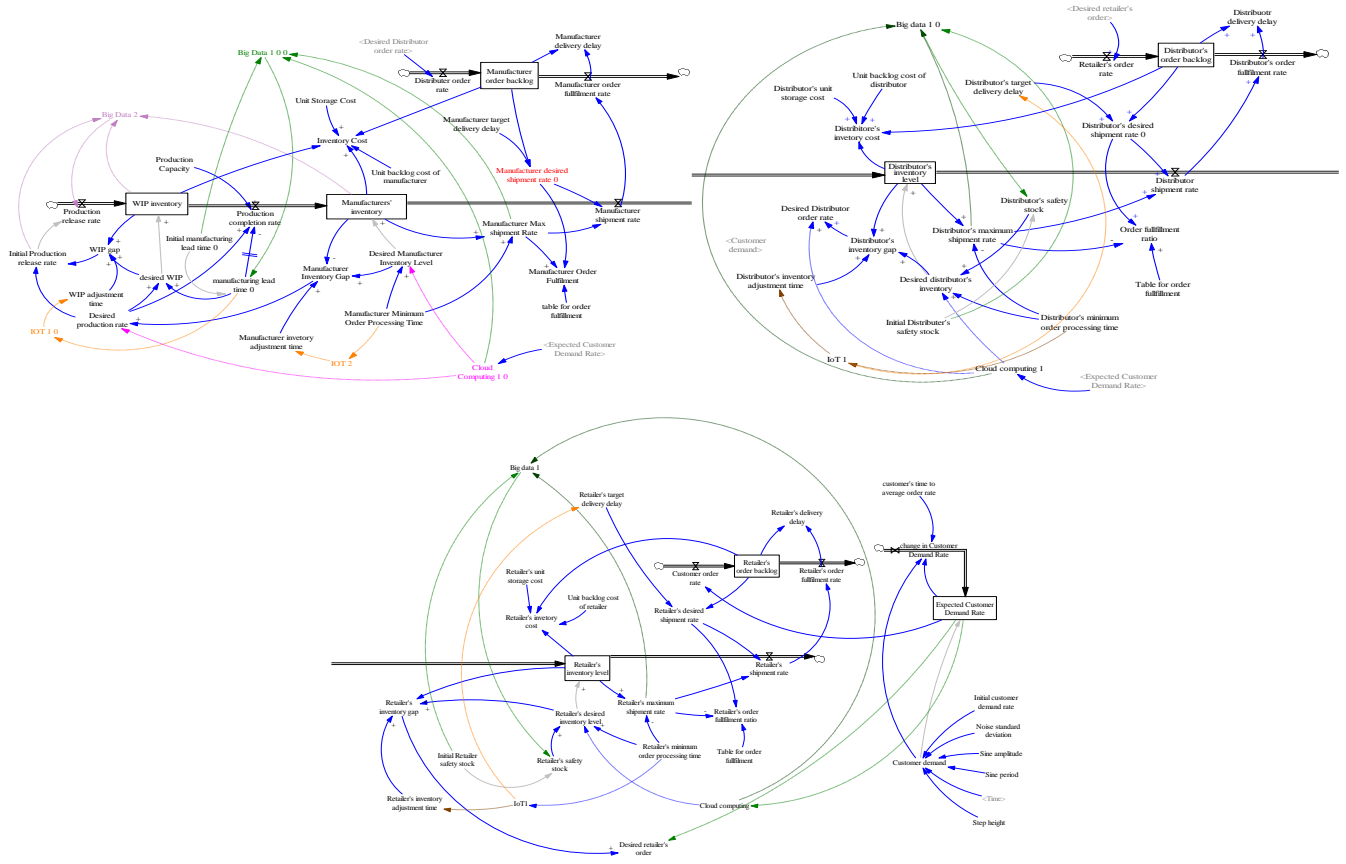 <Desired Distributor
order rate>
Manufacturer
delivery delay
Big Data 1 0 0
Manufacturer
order backlog
Distributer order
rate
Manufacturer order
fullfilment rate
Unit Storage Cost
Big Data 2
Manufacturer target
delivery delay
Inventory Cost
Production
Capacity
Manufacturer desired
shipment rate 0
Unit backlog cost of
manufacturer
WIP inventory
Manufacturers'
inventory
Production
release rate
Production
completion rate
Manufacturer
shipment rate
Manufacturer Max
shipment Rate
Initial manufacturing
lead time 0
Initial Production
release rate
WIP gap
Desired Manufacturer
Inventory Level
desired WIP
Manufacturer
Inventory Gap
Manufacturer Order
Fulfilment
manufacturing lead
time 0
WIP adjustment
time
table for order
fulfillment
Desired
production rate
Manufacturer Minimum
Order Processing Time
IOT 1 0
Manufacturer invetory
adjustment time
IOT 2
<Expected Customer
Demand Rate>
Cloud
Computing 1 0
<Desired retailer's
order>
Distribuotr
delivery delay
Big data 1 0
Distributor's
order backlog
Retailer's order
rate
Distributor's order
fullfilment rate
Unit backlog cost of
distributor
Distributor's target
delivery delay
Distributor's unit
storage cost
Distribitore's
invetory cost
Distributor's desired
shipment rate 0
Distributor's
inventory
level
Distributor
shipment rate
Distributor's safety
stock
Desired Distributor
order rate
Distributor's maximum
shipment rate
Order fullfillment
ratio
<Customer
demand>
Distributor's
inventory gap
Distributor's inventory
adjustment time
Desired distributor's
inventory
Table for order
fulfillment
Initial Distributer's
safety stock
Distributor's minimum
order processing time
IoT 1
Cloud computing 1
<Expected Customer
Demand Rate>
Big data 1
Retailer's target
delivery delay
customer's time to
average order rate
Retailer's delivery
delay
change in Customer
Demand Rate
Retailer's
order backlog
Customer order
rate
Retailer's order
fulfilment rate
Retailer's unit
storage cost
Unit backlog cost
of retailer
Expected Customer
Demand Rate
Retailer's invetory
cost
Retailer's desired
shipment rate
Retailer's
inventory level
Retailer's
shipment rate
Retailer's
inventory gap
Retailer's maximum
shipment rate
Retailer's desired
inventory level
Retailer's order
fulfilment ratio
Initial customer
demand rate
Noise standard
deviation
Initial Retailer
safety stock
Retailer's safety
stock
Retailer's minimum
order processing time
Table for order
fulfillment
Sine amplitude
Customer demand
Sine period
Retailer's inventory
adjustment time
IoT1
Cloud computing
<Time>
Step height
Desired retailer's
order